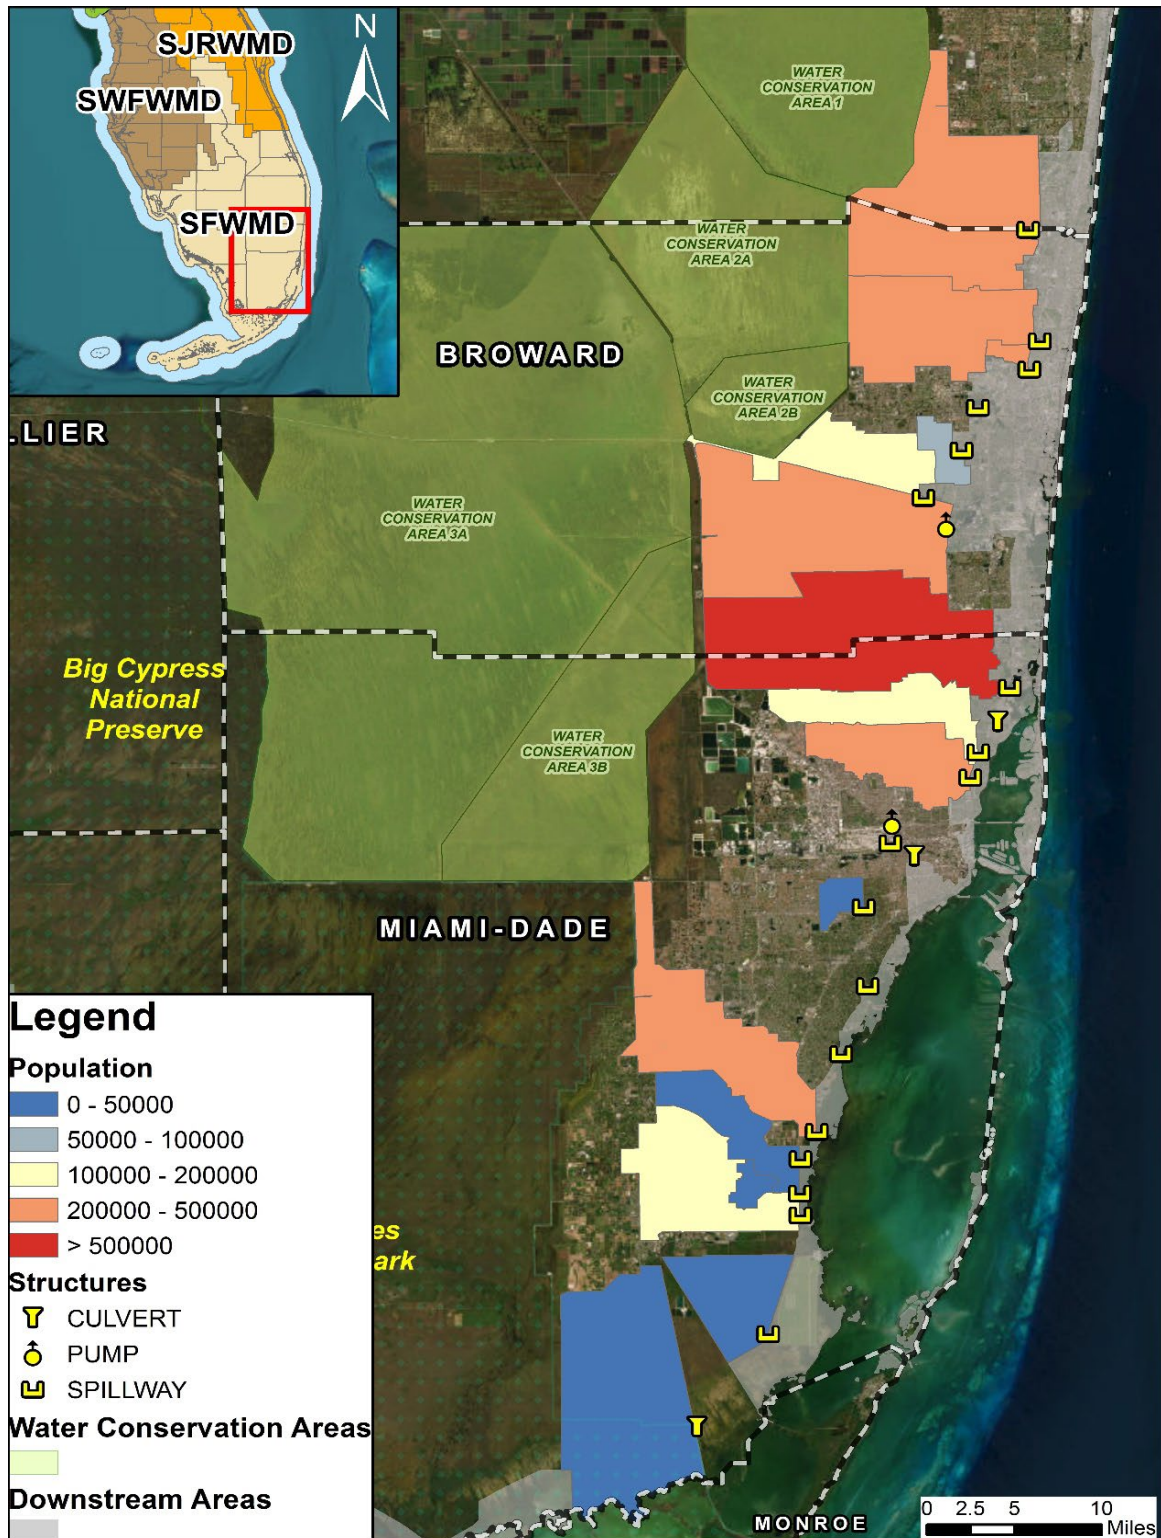 SJRWMD
N
SWFWMD
SFWMD
WATER
CONSERVATION
AREA 1
WATER
CONSERVATION
AREA 2A
BROWARD
WATER
CONSERVATION
AREA 2B
LLIER
WATER
CONSERVATION
AREA 3A
Big Cypress
National
Preserve
WATER
CONSERVATION
AREA 3B
MIAMI-DADE
es
ark
Legend
Population
0 - 50000
50000 - 100000
100000 - 200000
200000 - 500000
> 500000
Structures
CULVERT
PUMP
SPILLWAY
Water Conservation Areas
Downstream Areas
MONROE
0 2.5 5 10
Miles